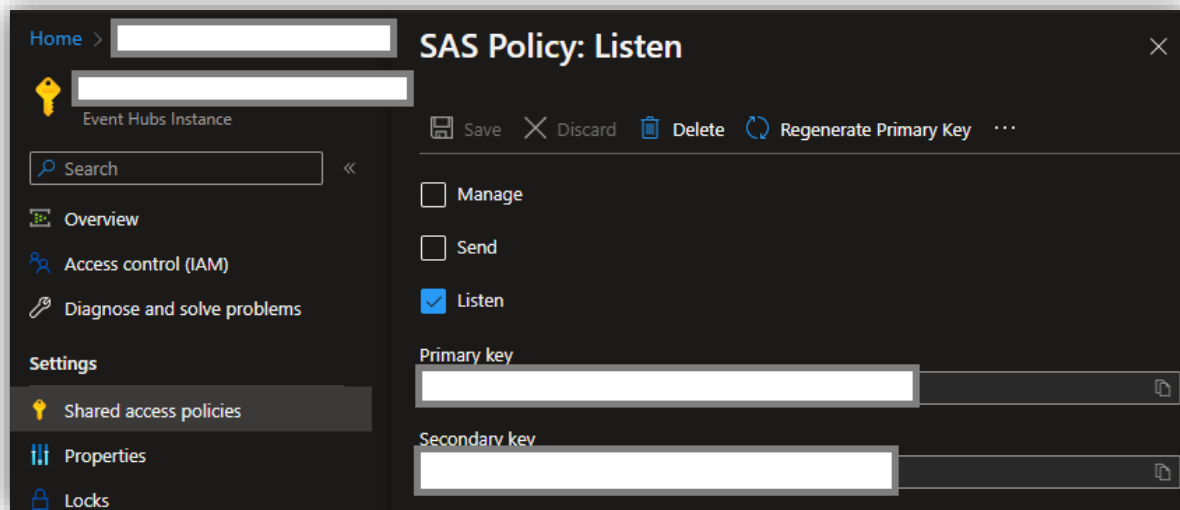 Home >
Event Hubs Instance
Search
«
Overview
Access control (IAM)
Diagnose and solve problems
Settings
Shared access policies
Properties
Locks
SAS Policy: Listen
Save Discard Delete Regenerate Primary Key ...
Manage
Send
Listen
Primary key
Secondary key